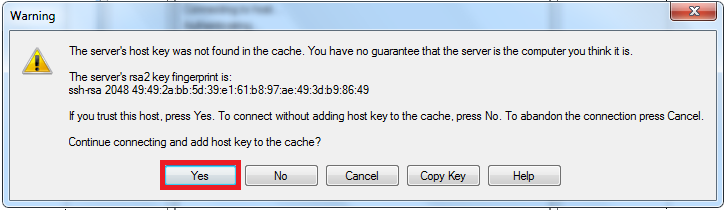 Warning
The server's host key was not found in the cache. You have no guarantee that the server is the computer you think it is.
The server's rsa2 key fingerprint is:
ssh-rsa 2048 49:49:2a:bb:5d:39:e1:61:b8:97:ae:49:3d:b9:86:49
If you trust this host, press Yes. To connect without adding host key to the cache, press No. To abandon the connection press Cancel.
Continue connecting and add host key to the cache?
Yes No Cancel Copy Key Help